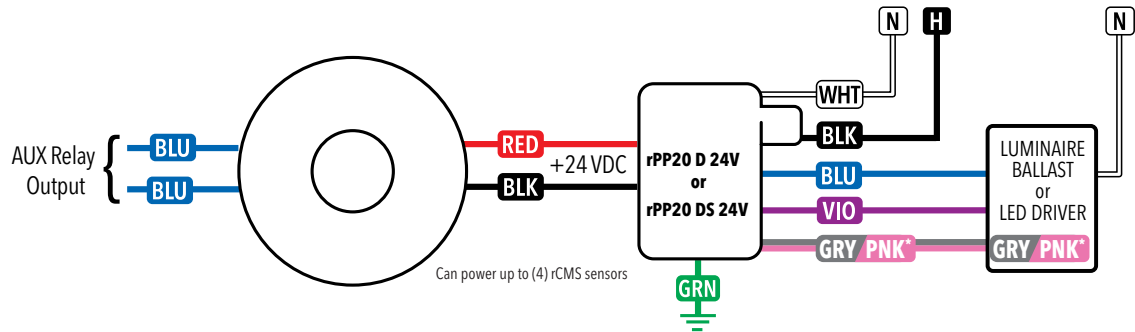 N
H
N
WHT
BLK
AUX Relay
Output
BLU
BLU
RED
+24 VDC
BLK
rPP20 D 24V
or
rPP20 DS 24V
BLU
VIO
GRY/PNK*
LUMINAIRE
BALLAST
or
LED DRIVER
GRY/PNK*
Can power up to (4) rCMS sensors
GRN